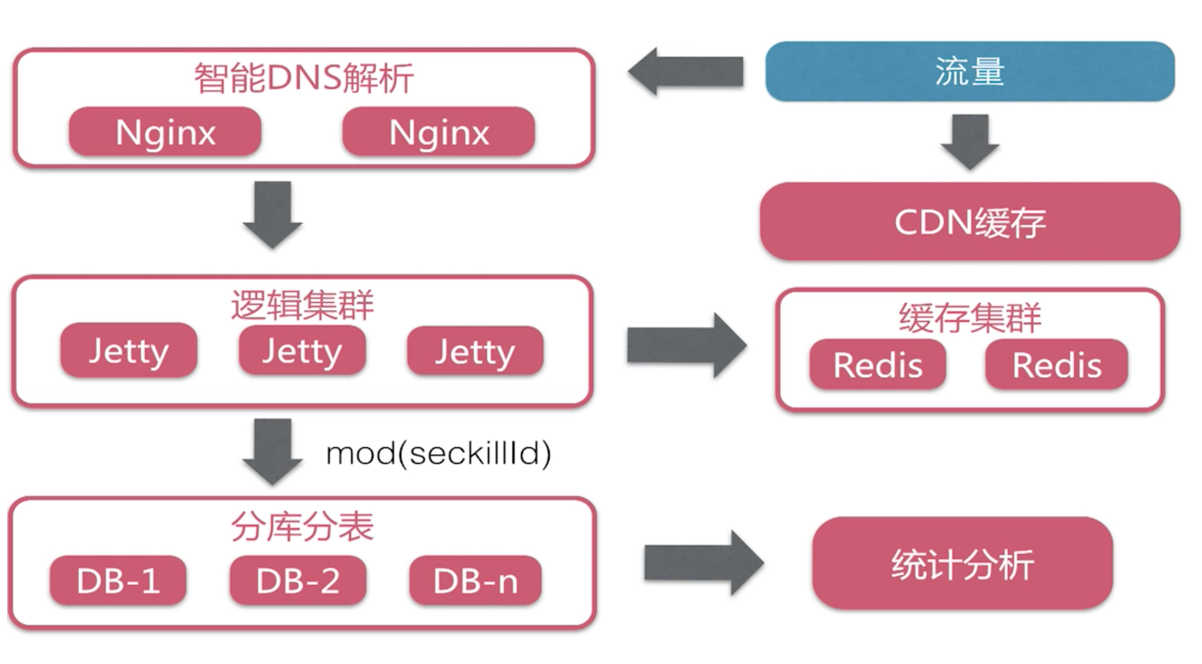 智能DNS解析
Nginx
Nginx
流量
CDN缓存
逻辑集群
Jetty
Jetty
Jetty
缓存集群
Redis
Redis
mod(seckillId)
分库分表
DB-1
DB-2
DB-n
统计分析